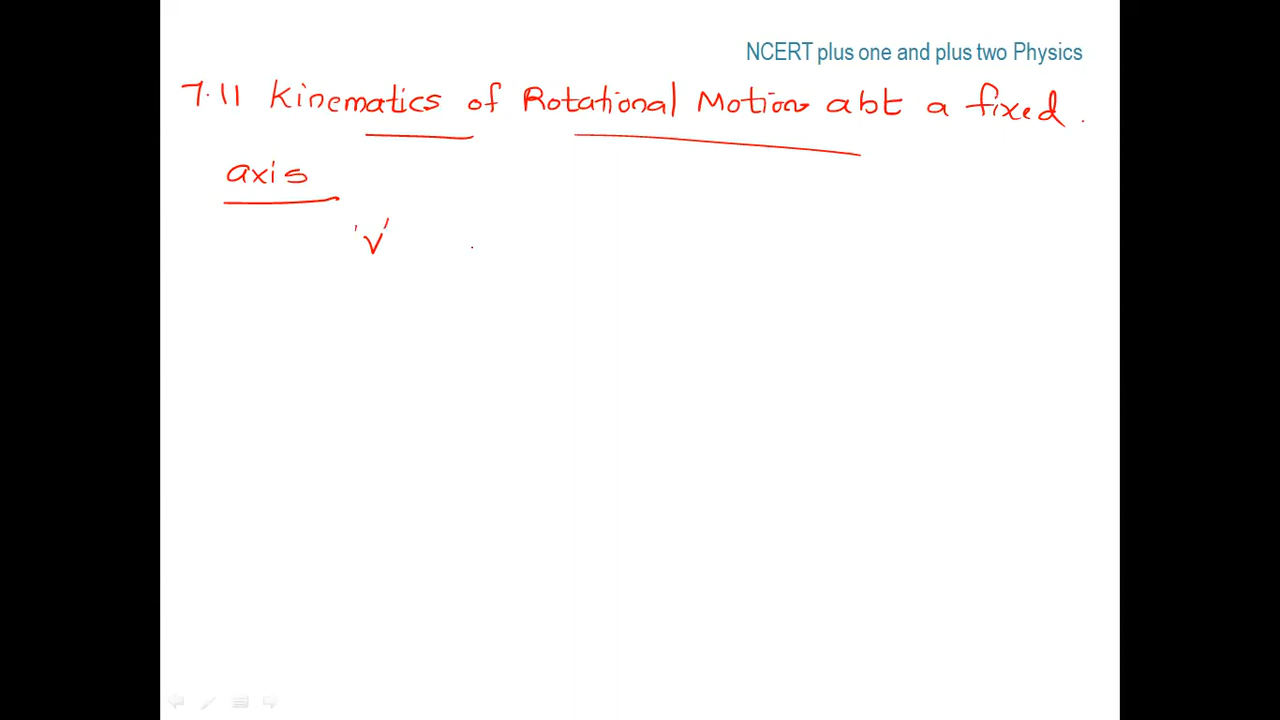 NCERT plus one and plus two Physics
7.11 Kinematics of Rotational Motion abt a fixed.
axis
'v'